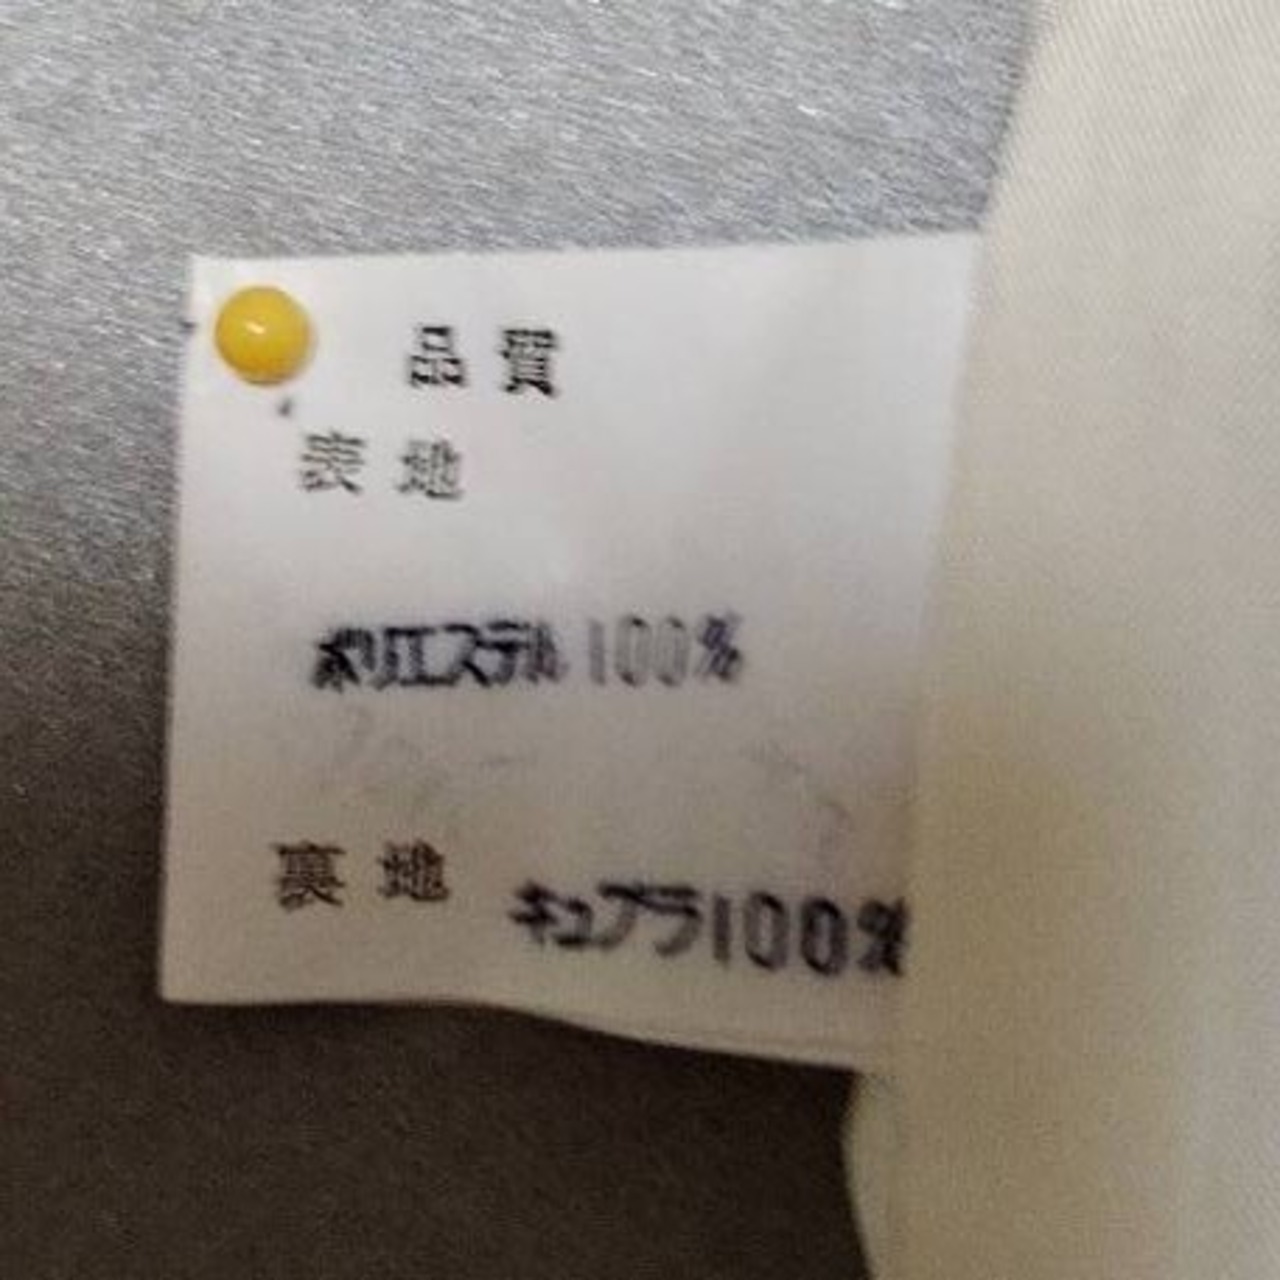 品質
表地
ポリエステル100%
裏地 キュプラ100%